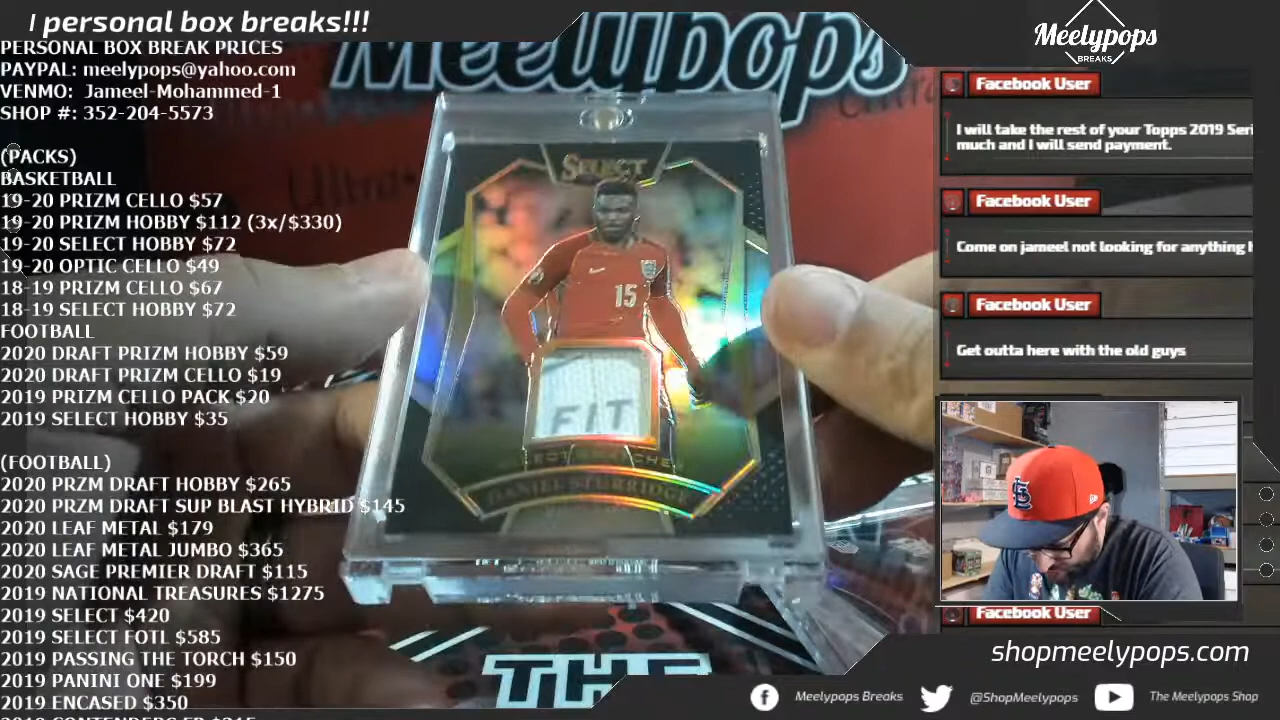 I personal box breaks!!!
PERSONAL BOX BREAK PRICES
PAYPAL: meelypops@yahoo.com
VENMO: Jameel-Mohammed-1
SHOP #: 352-204-5573
(PACKS)
BASKETBALL
19-20 PRIZM CELLO $57
19-20 PRIZM HOBBY $112 (3x/$330)
19-20 SELECT HOBBY $72
19-20 OPTIC CELLO $49
18-19 PRIZM CELLO $67
18-19 SELECT HOBBY $72
FOOTBALL
2020 DRAFT PRIZM HOBBY $59
2020 DRAFT PRIZM CELLO $19
2019 PRIZM CELLO PACK $20
2019 SELECT HOBBY $35
(FOOTBALL)
2020 PRZM DRAFT HOBBY $265
2020 PRZM DRAFT SUP BLAST HYBRID $145
2020 LEAF METAL $179
2020 LEAF METAL JUMBO $365
2020 SAGE PREMIER DRAFT $115
2019 NATIONAL TREASURES $1275
2019 SELECT $420
2019 SELECT FOTL $585
2019 PASSING THE TORCH $150
2019 PANINI ONE $199
2019 ENCASED $350
Meelypops
SELECT
15
FIT
DANIEL STURRIDGE
THE
Meelypops
BREAKS
Facebook User
I will take the rest of your Topps 2019 Seri
much and I will send payment.
Facebook User
Come on jameel not looking for anything
Facebook User
Get outta here with the old guys
Facebook User
shopmeelypops.com
Meelypops Breaks
@ShopMeelypops
The Meelypops Shop